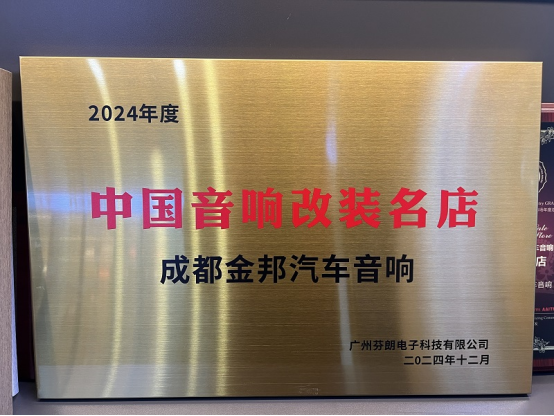 2024年度
中国音响改装名店
成都金邦汽车音响
广州芬朗电子科技有限公司
二〇二四年十二月
店